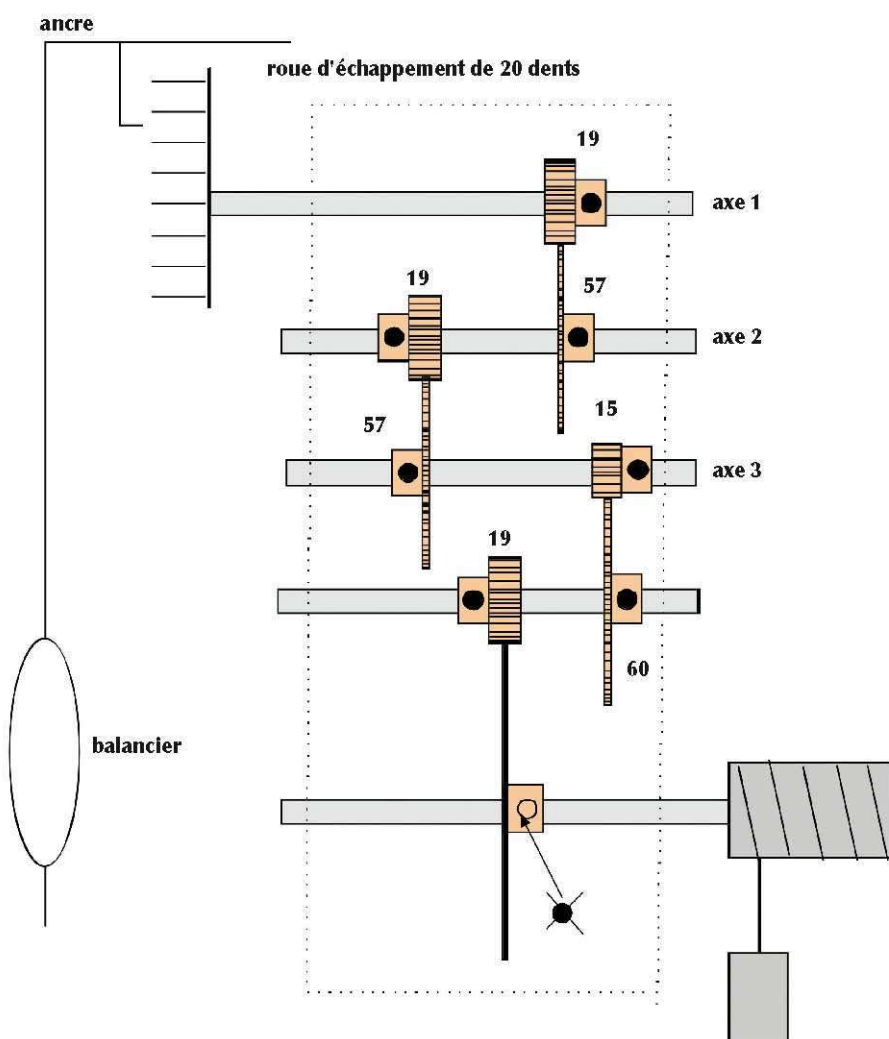 ancre
roue d'échappement de 20 dents
19
axe 1
19
57
axe 2
57
15
axe 3
19
60
balancier